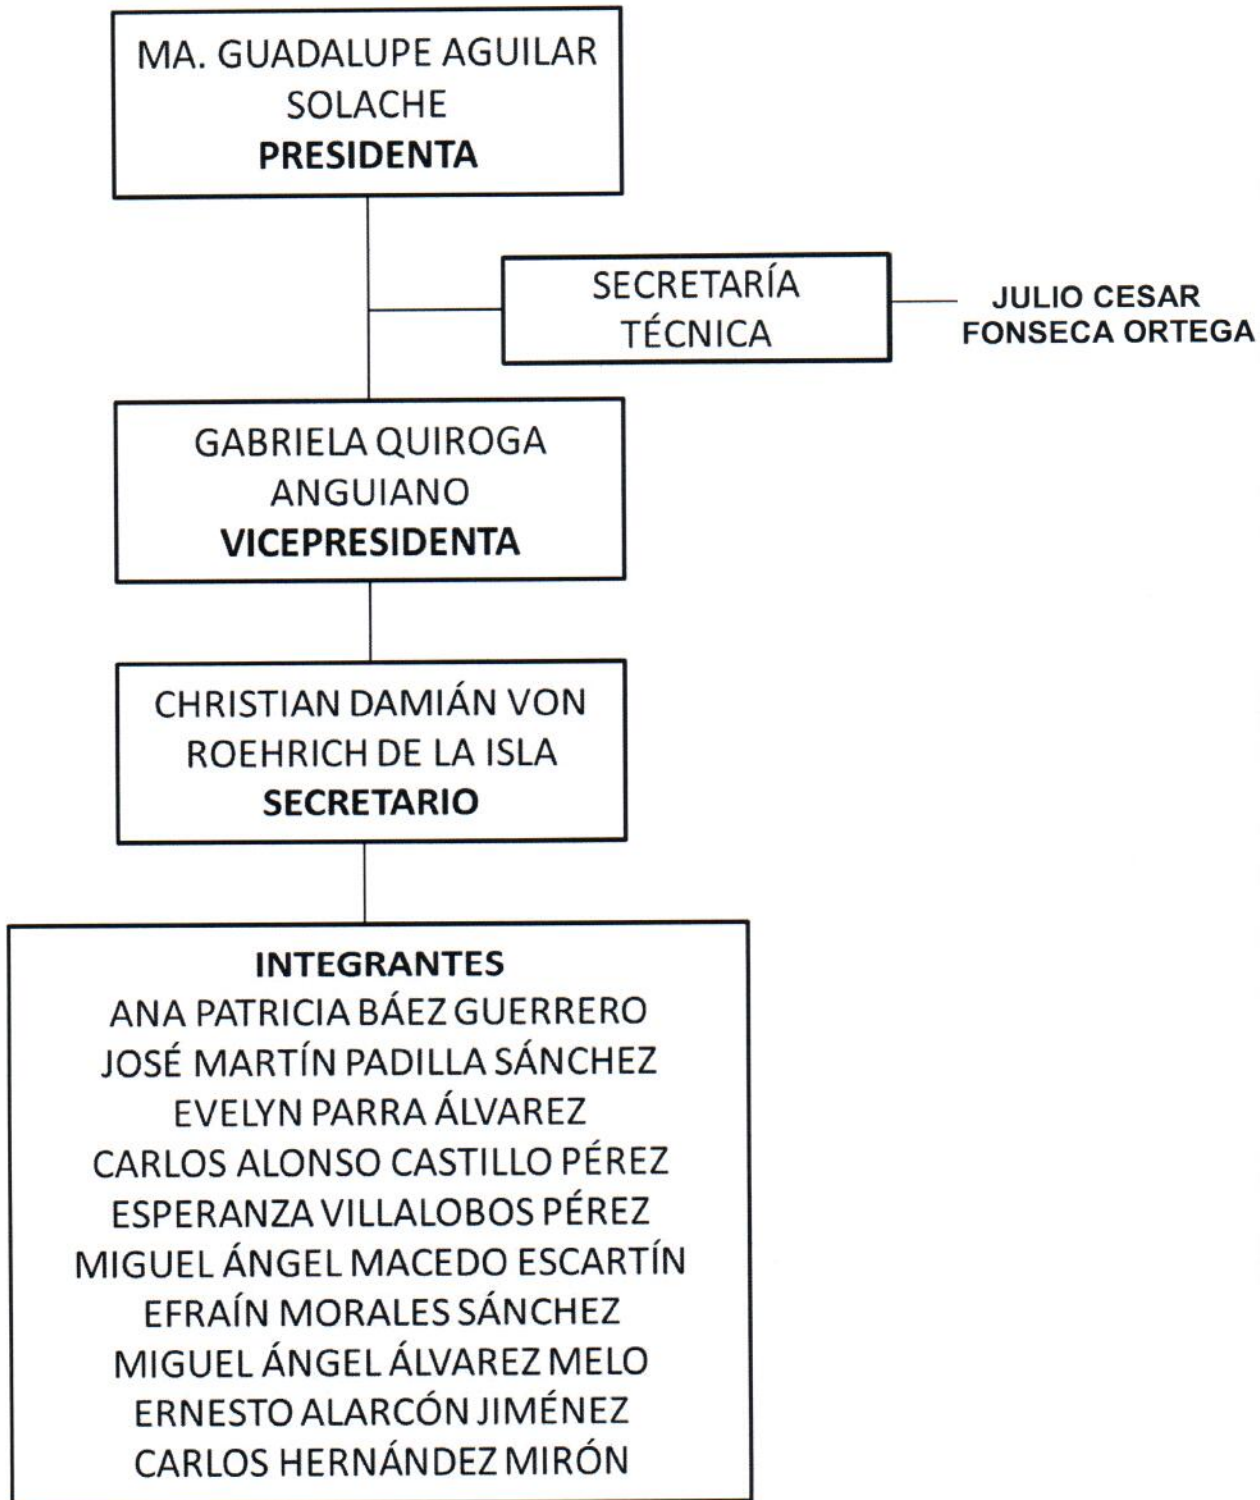 MA. GUADALUPE AGUILAR
SOLACHE
PRESIDENTA
SECRETARÍA
TÉCNICA
JULIO CESAR
FONSECA ORTEGA
GABRIELA QUIROGA
ANGUIANO
VICEPRESIDENTA
CHRISTIAN DAMIÁN VON
ROEHRICH DE LA ISLA
SECRETARIO
INTEGRANTES
ANA PATRICIA BÁEZ GUERRERO
JOSÉ MARTÍN PADILLA SÁNCHEZ
EVELYN PARRA ÁLVAREZ
CARLOS ALONSO CASTILLO PÉREZ
ESPERANZA VILLALOBOS PÉREZ
MIGUEL ÁNGEL MACEDO ESCARTÍN
EFRAÍN MORALES SÁNCHEZ
MIGUEL ÁNGEL ÁLVAREZ MELO
ERNESTO ALARCÓN JIMÉNEZ
CARLOS HERNÁNDEZ MIRÓN